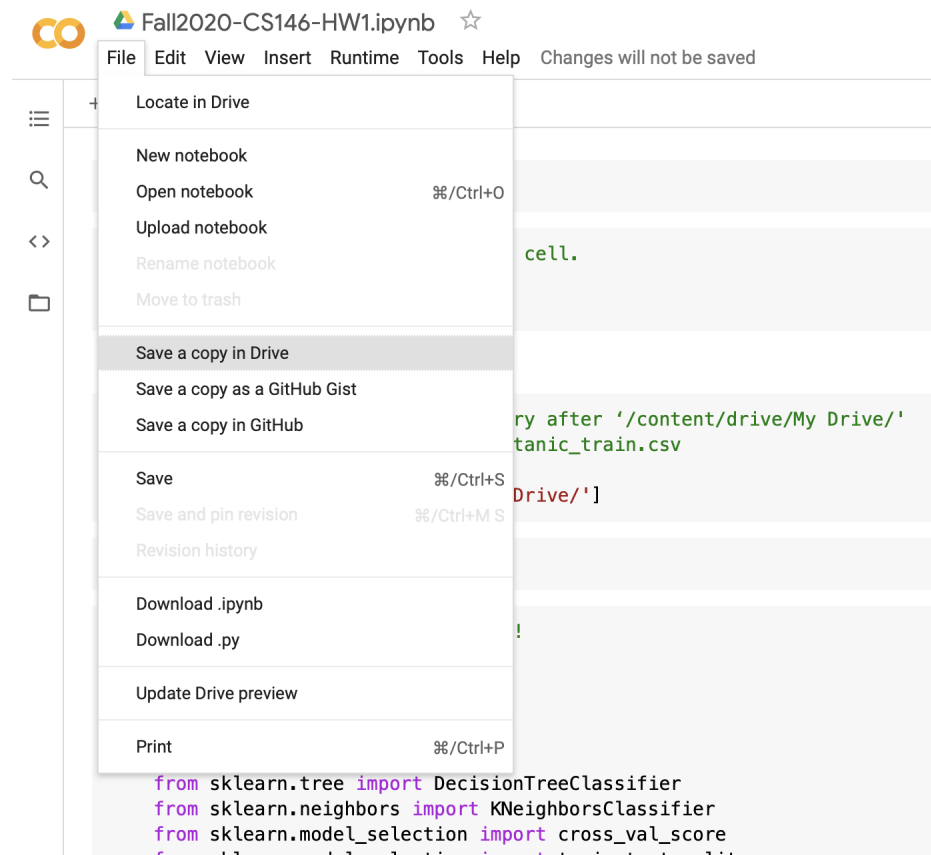 Fall2020-CS146-HW1.ipynb
File Edit View Insert Runtime Tools Help Changes will not be saved
+
Locate in Drive
New notebook
Open notebook ⌘/Ctrl+O
Upload notebook
cell.
Rename notebook
Move to trash
Save a copy in Drive
Save a copy as a GitHub Gist
Save a copy in GitHub
ry after ‘/content/drive/My Drive/'
tanic_train.csv
Save ⌘/Ctrl+S
Drive/']
Save and pin revision ⌘/Ctrl+M S
Revision history
Download .ipynb
!
Download .py
Update Drive preview
Print ⌘/Ctrl+P
from sklearn.tree import DecisionTreeClassifier
from sklearn.neighbors import KNeighborsClassifier
from sklearn.model_selection import cross_val_score